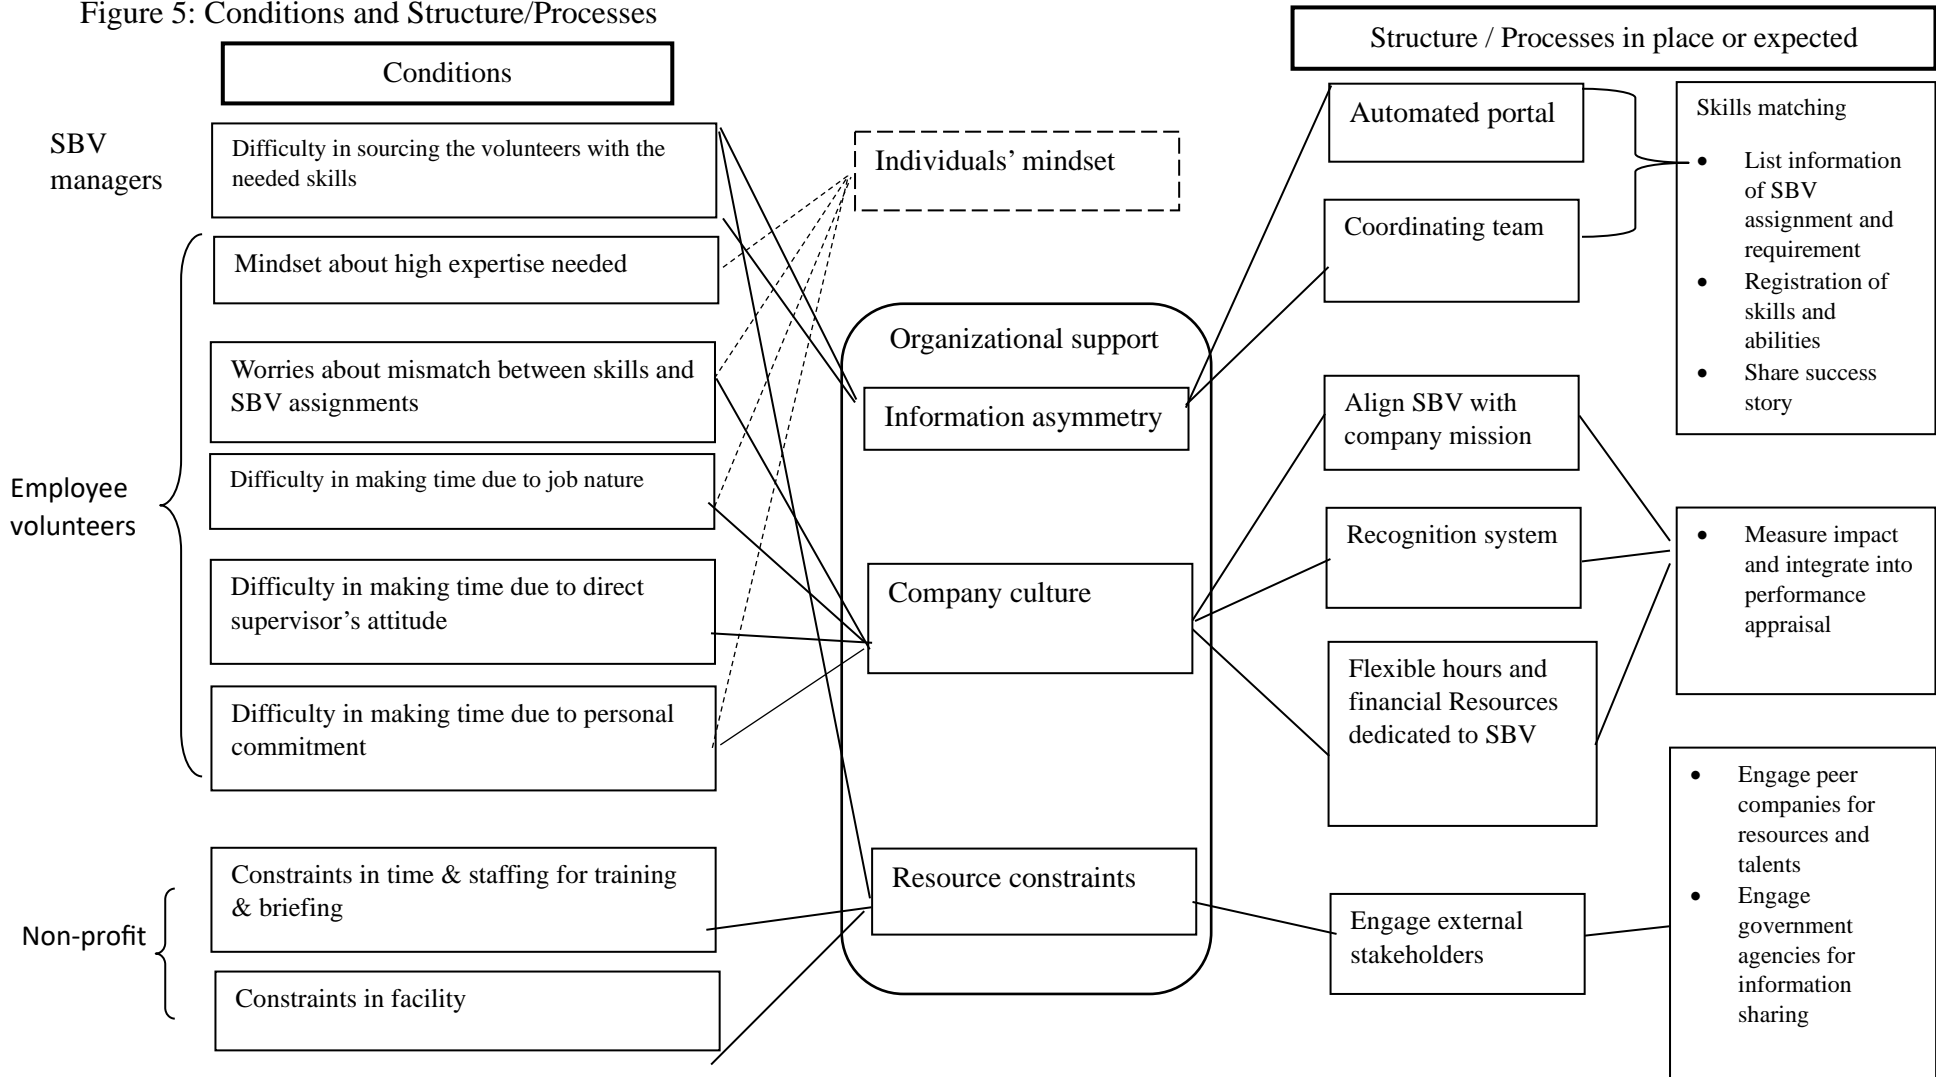 Figure 5: Conditions and Structure/Processes
Conditions
Structure / Processes in place or expected
SBV
managers
Difficulty in sourcing the volunteers with the
needed skills
Mindset about high expertise needed
Worries about mismatch between skills and
SBV assignments
Difficulty in making time due to job nature
Employee
volunteers
Difficulty in making time due to direct
supervisor’s attitude
Difficulty in making time due to personal
commitment
Non-profit
Constraints in time & staffing for training
& briefing
Constraints in facility
Individuals’ mindset
Organizational support
Information asymmetry
Company culture
Resource constraints
Automated portal
Coordinating team
Align SBV with
company mission
Recognition system
Flexible hours and
financial Resources
dedicated to SBV
Engage external
stakeholders
Skills matching
• List information
of SBV
assignment and
requirement
• Registration of
skills and
abilities
• Share success
story
• Measure impact
and integrate into
performance
appraisal
• Engage peer
companies for
resources and
talents
• Engage
government
agencies for
information
sharing